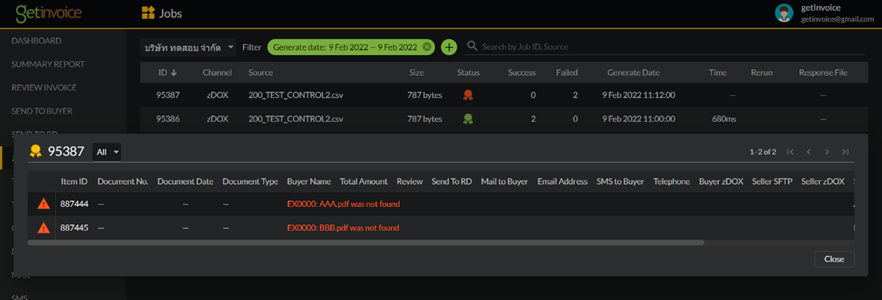 getinvoice
Jobs
getInvoice
getinvoice@gmail.com
DASHBOARD
SUMMARY REPORT
REVIEW INVOICE
SEND TO BUYER
บริษัท ทดสอบ จำกัด
Filter
Generate date: 9 Feb 2022 — 9 Feb 2022
Search by Job ID, Source
ID Channel Source Size Status Success Failed Generate Date Time Rerun Response File
95387 zDOX 200_TEST_CONTROL2.csv 787 bytes 0 2 9 Feb 2022 11:12:00 — —
95386 zDOX 200_TEST_CONTROL2.csv 787 bytes 2 0 9 Feb 2022 11:00:00 680ms —
95387 All
1-2 of 2
Item ID Document No. Document Date Document Type Buyer Name Total Amount Review Send To RD Mail to Buyer Email Address SMS to Buyer Telephone Buyer zDOX Seller SFTP Seller zDOX
887444 — — — EX0000: AAA.pdf was not found
887445 — — — EX0000: BBB.pdf was not found
Close
SMS